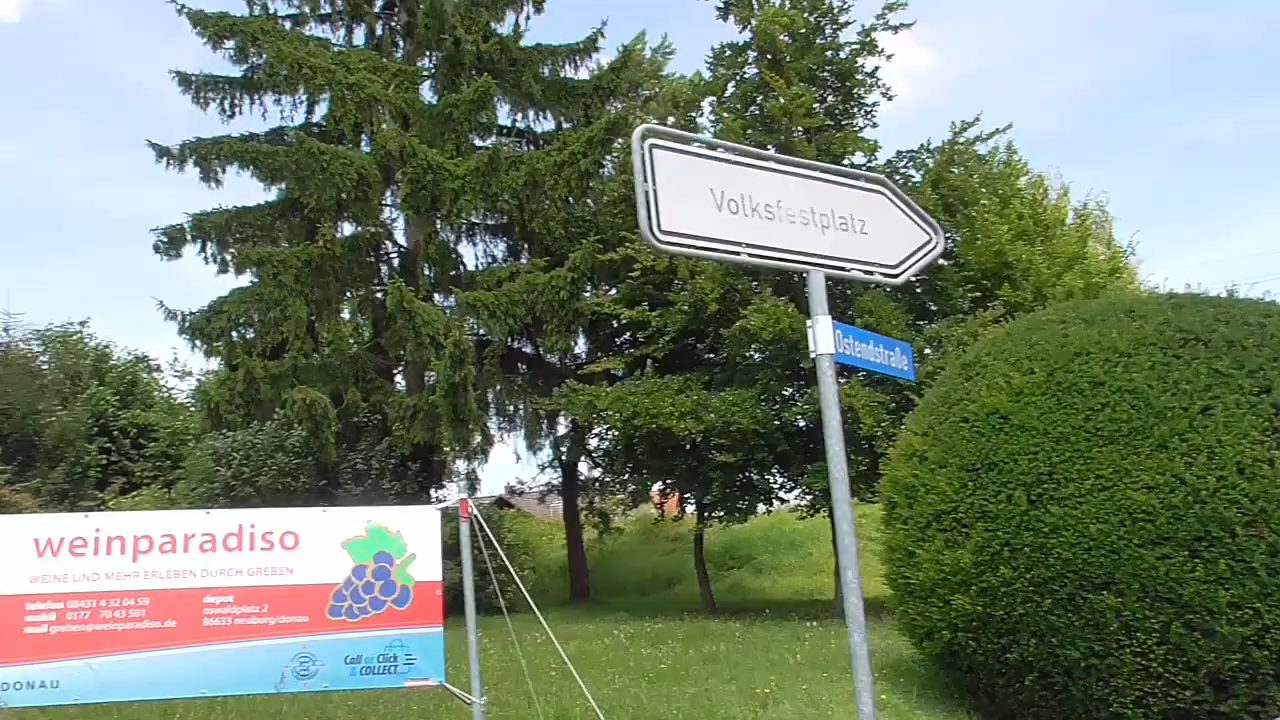 Volksfestplatz
Ostendstraße
weinparadiso
WEINE UND MEHR ERLEBEN DURCH GREBEN
telefon 08431 4 32 04 59
mobil 0177 70 43 501
mail greben@weinparadiso.de
depot
oswaldplatz 2
86633 neuburg/donau
DONAU
Call or Click
& COLLECT